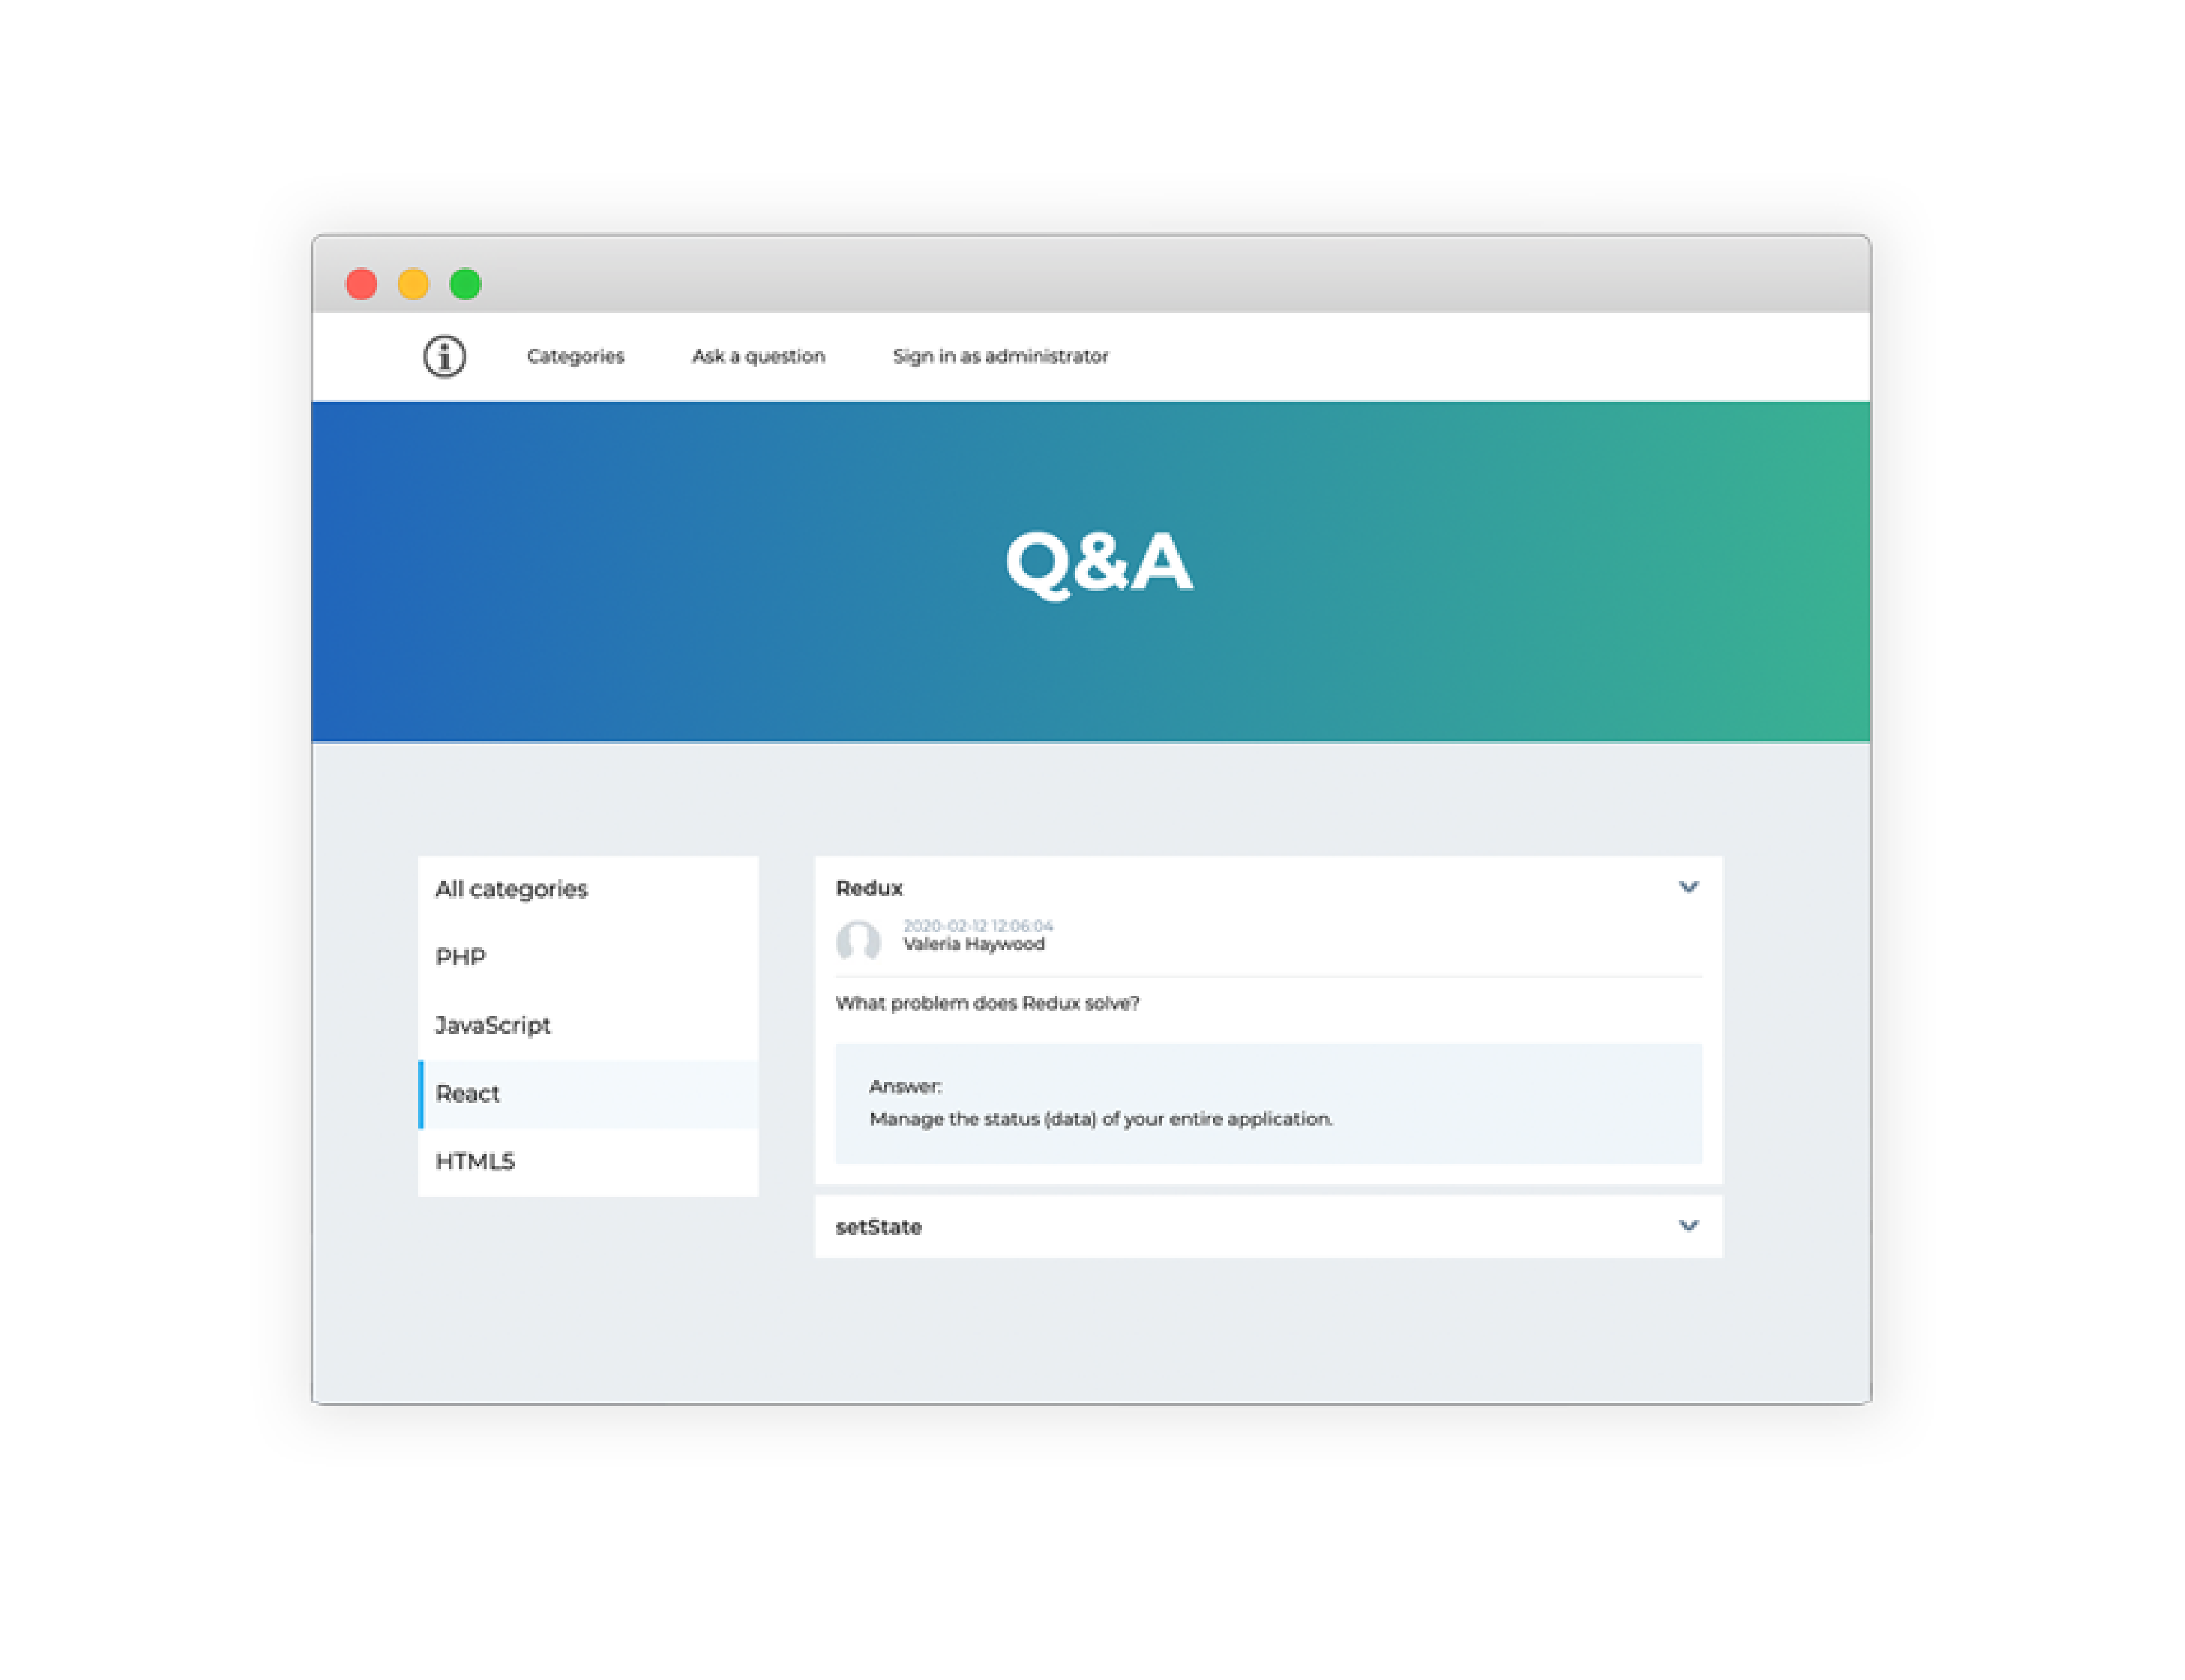 Categories
Ask a question
Sign in as administrator
Q&A
All categories
PHP
JavaScript
React
HTML5
Redux
2020-02-12 12:06:04
Valeria Haywood
What problem does Redux solve?
Answer:
Manage the status (data) of your entire application.
setState